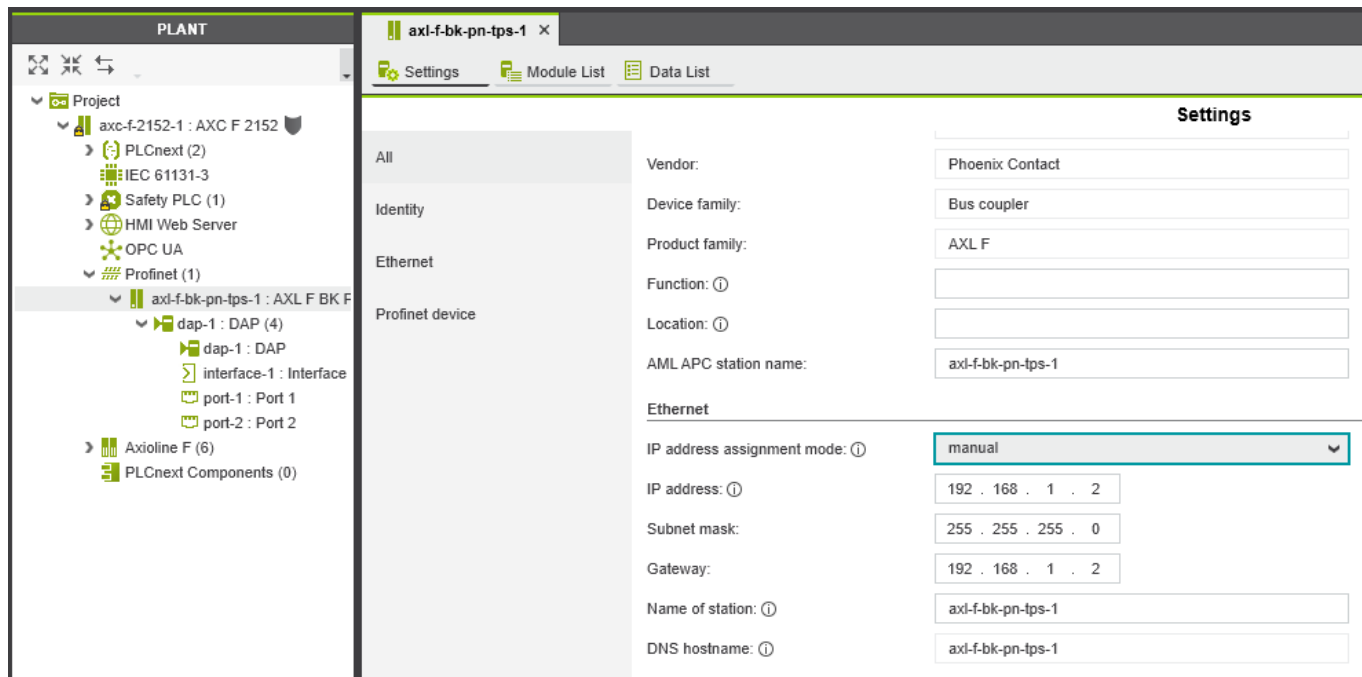 PLANT
Project
axc-f-2152-1 : AXC F 2152
PLCnext (2)
IEC 61131-3
Safety PLC (1)
HMI Web Server
OPC UA
Profinet (1)
axl-f-bk-pn-tps-1 : AXL F BK P
dap-1 : DAP (4)
dap-1 : DAP
interface-1 : Interface
port-1 : Port 1
port-2 : Port 2
Axioline F (6)
PLCnext Components (0)
axl-f-bk-pn-tps-1
Settings Module List Data List
Settings
All
Identity
Ethernet
Profinet device
Vendor: Phoenix Contact
Device family: Bus coupler
Product family: AXL F
Function:
Location:
AML APC station name: axl-f-bk-pn-tps-1
Ethernet
IP address assignment mode: manual
IP address: 192 . 168 . 1 . 2
Subnet mask: 255 . 255 . 255 . 0
Gateway: 192 . 168 . 1 . 2
Name of station: axl-f-bk-pn-tps-1
DNS hostname: axl-f-bk-pn-tps-1